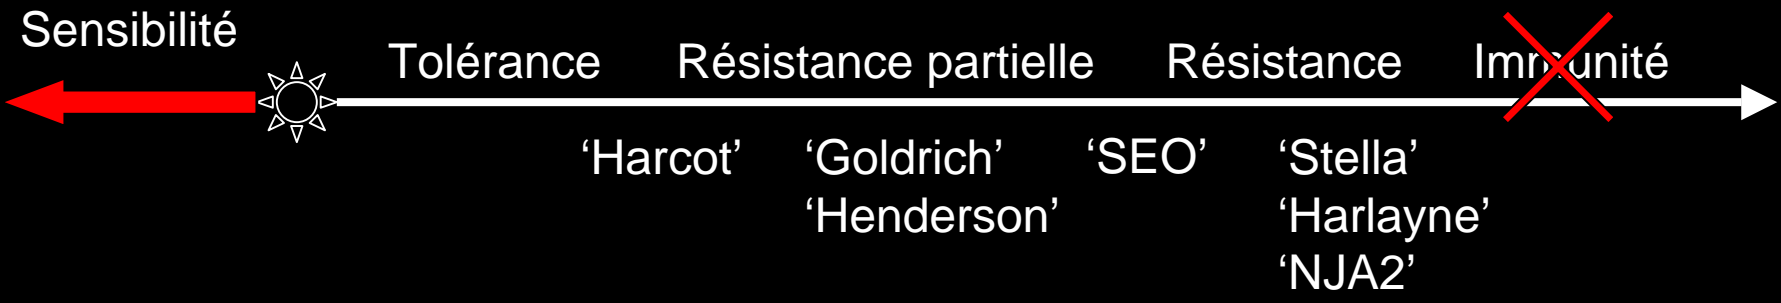 Sensibilité
Tolérance Résistance partielle Résistance Immunité
‘Harcot’ ‘Goldrich’ ‘SEO’ ‘Stella’
‘Henderson’ ‘Harlayne’
‘NJA2’